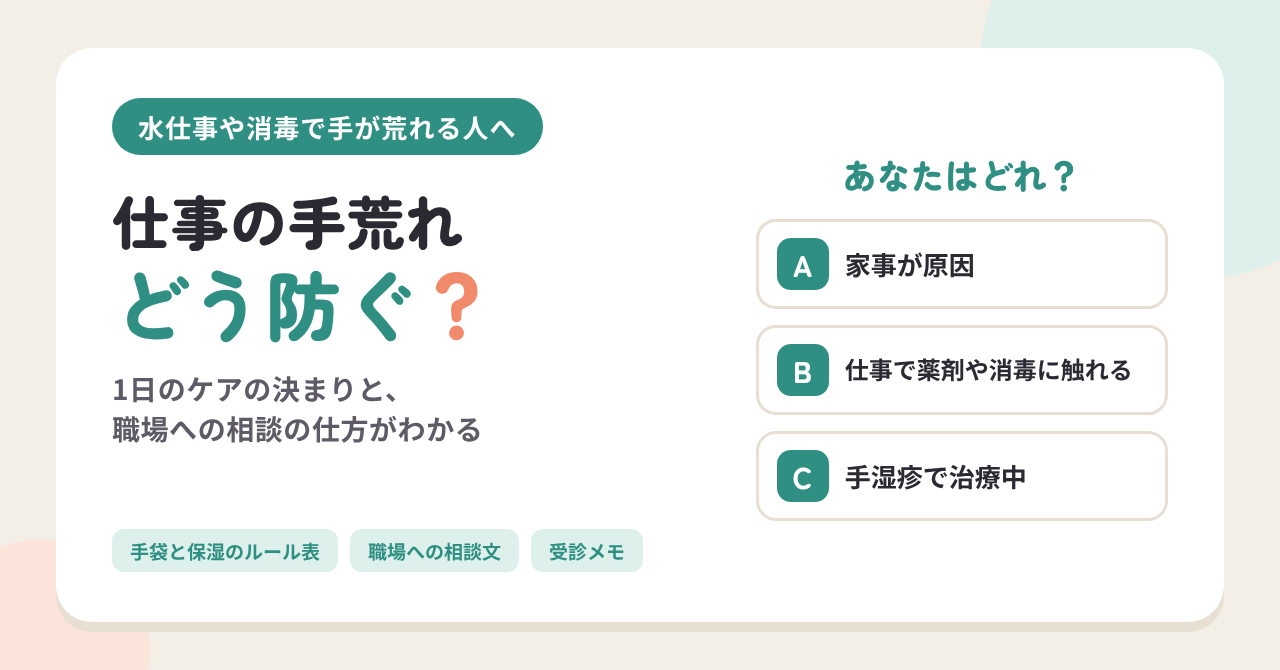 水仕事や消毒で手が荒れる人へ
仕事の手荒れ
どう防ぐ？
1日のケアの決まりと、
職場への相談の仕方がわかる
手袋と保湿のルール表
職場への相談文
受診メモ
あなたはどれ？
A 家事が原因
B 仕事で薬剤や消毒に触れる
C 手湿疹で治療中